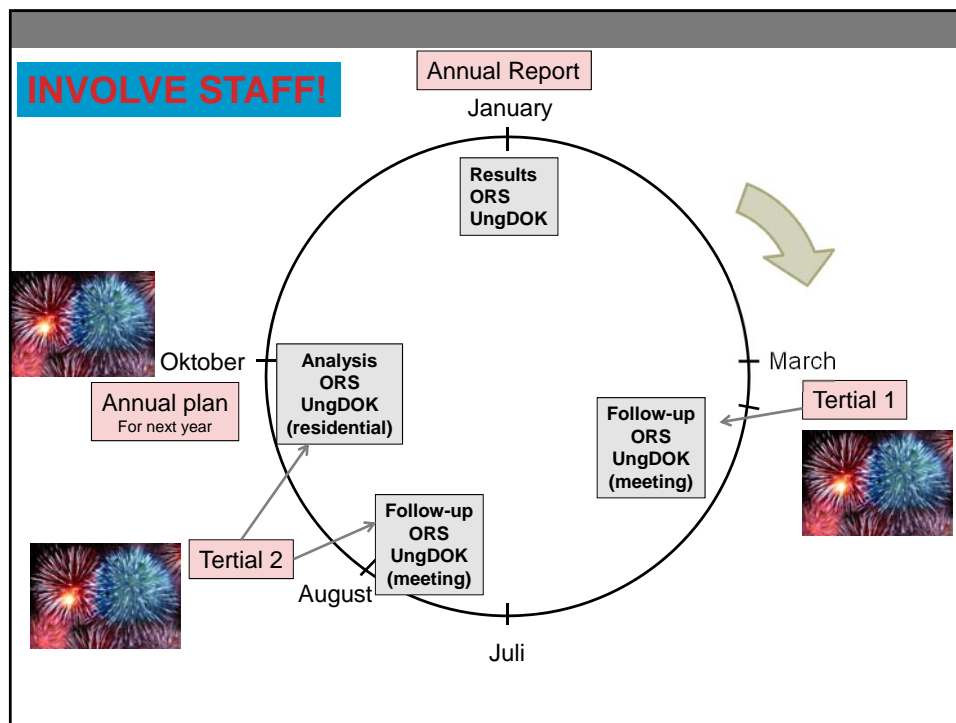 INVOLVE STAFF!
Annual Report
January
Results
ORS
UngDOK
March
Tertial 1
Follow-up
ORS
UngDOK
(meeting)
Oktober
Analysis
ORS
UngDOK
(residential)
Annual plan
For next year
Follow-up
ORS
UngDOK
(meeting)
Tertial 2
August
Juli